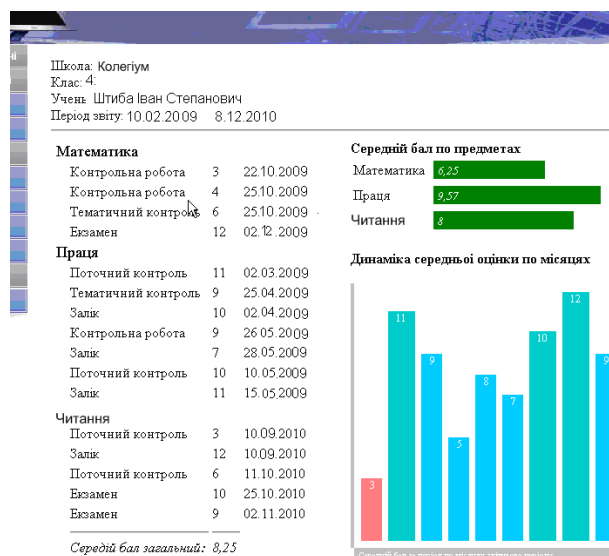 ні
Школа: Колегіум
Клас: 4:
Учень Штиба Іван Степанович
Період звіту: 10.02.2009 8.12.2010
Математика
Контрольна робота 3 22.10.2009
Контрольна робота 4 25.10.2009
Тематичний контроль 6 25.10.2009
Екзамен 12 02.12.2009
Праця
Поточний контроль 11 02.03.2009
Тематичний контроль 9 25.04.2009
Залік 10 02.04.2009
Контрольна робота 9 26.05.2009
Залік 7 28.05.2009
Поточний контроль 10 10.05.2009
Залік 11 15.05.2009
Читання
Поточний контроль 3 10.09.2010
Залік 12 10.09.2010
Поточний контроль 6 11.10.2010
Екзамен 10 25.10.2010
Екзамен 9 02.11.2010
Середій бал загальний: 8,25
Середній бал по предметах
Математика 6,25
Праця 9,57
Читання 8
Динаміка середньої оцінки по місяцях
3 11 9 5 8 7 10 12 9